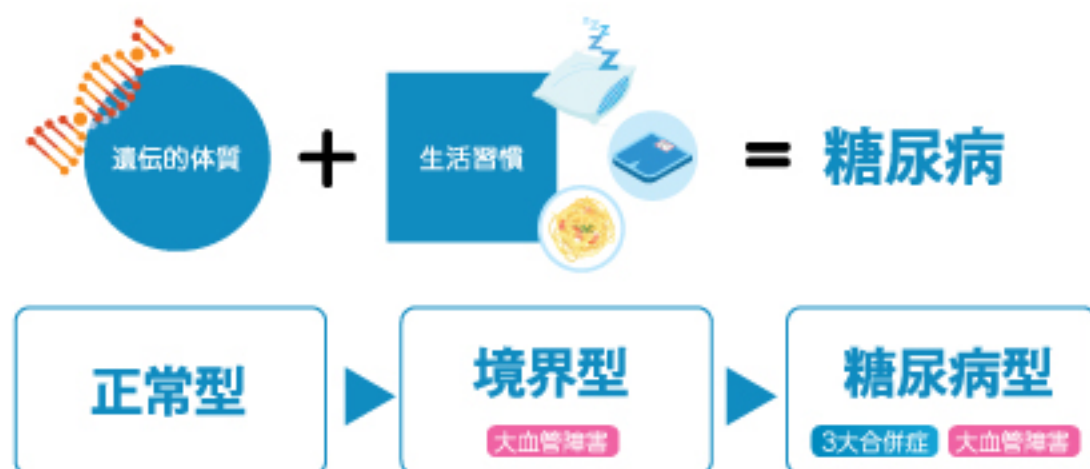 遺伝的体質
+
生活習慣
zzZZ
=
糖尿病
正常型
境界型
大血管障害
糖尿病型
3大合併症
大血管障害